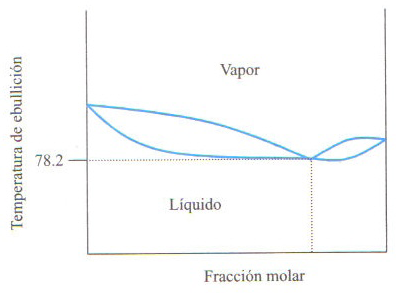 Temperatura de ebullición
Vapor
78.2
Líquido
Fracción molar